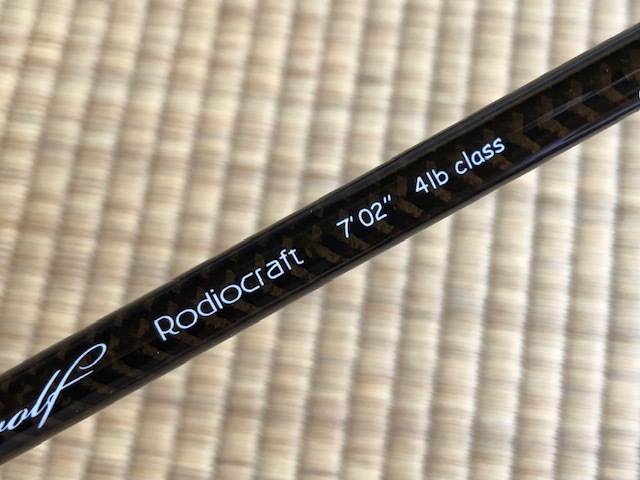 Rodiocraft 7'02" 4lb class